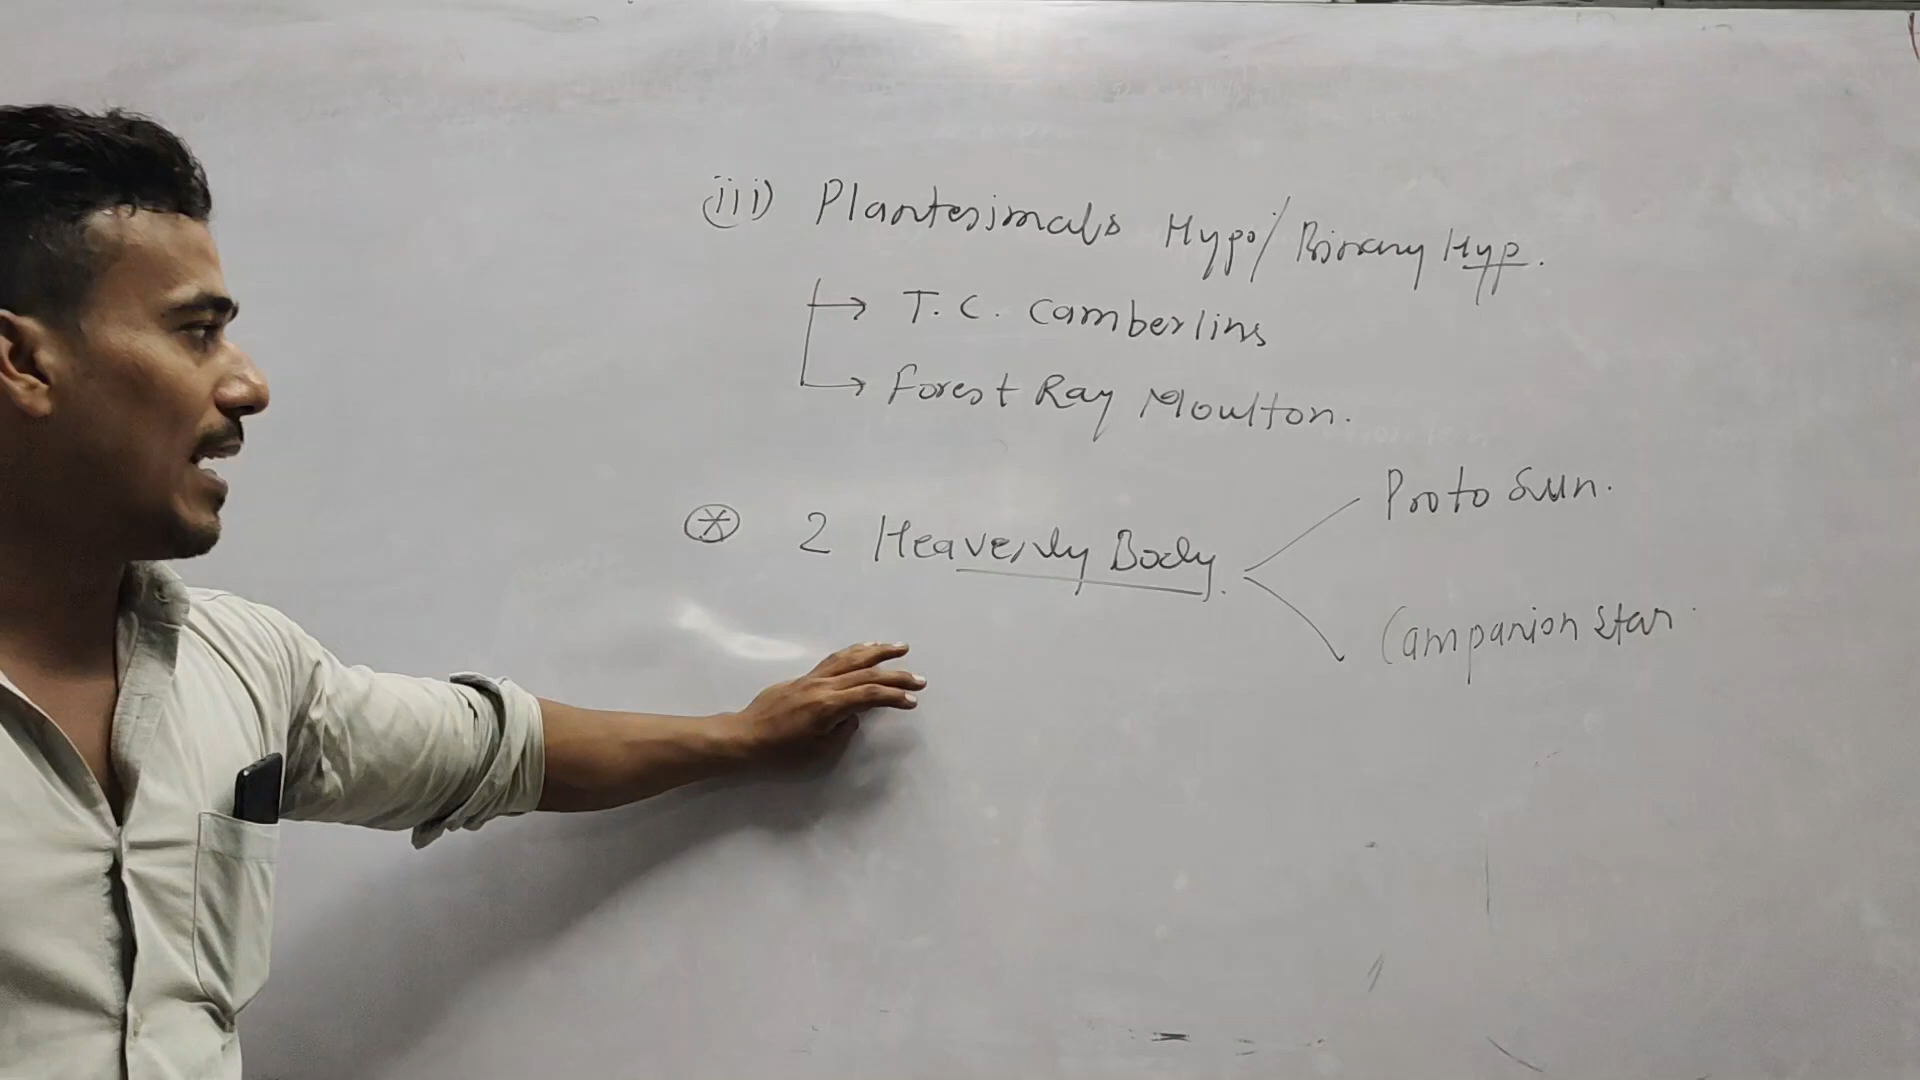 (iii) Plantesimals Hypo/Binary Hyp.
→ T.C. Camberlins
→ Forest Ray Moulton.
* 2 Heavenly Body.
Proto Sun.
Campanion Star